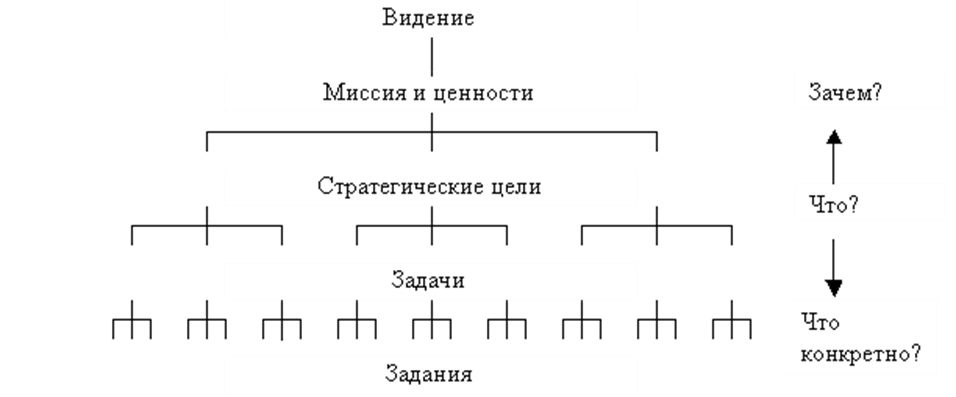 Видение
Миссия и ценности
Зачем?
Стратегические цели
Что?
Задачи
Что
конкретно?
Задания